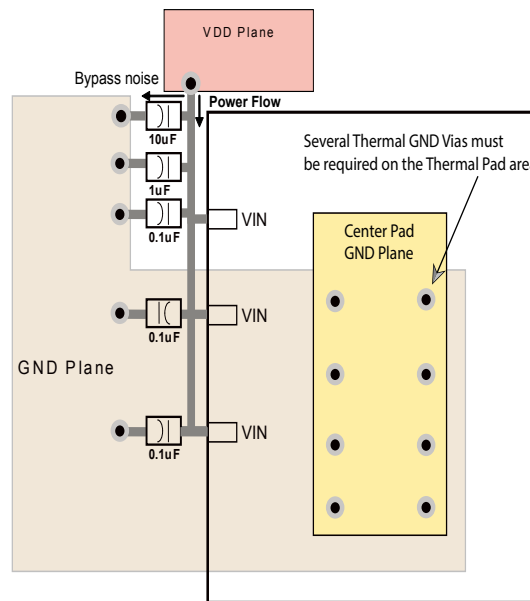 VDD Plane
Bypass noise
Power Flow
10uF
Several Thermal GND Vias must
be required on the Thermal Pad are
1uF
0.1uF
VIN
Center Pad
GND Plane
VIN
0.1uF
GND Plane
VIN
0.1uF